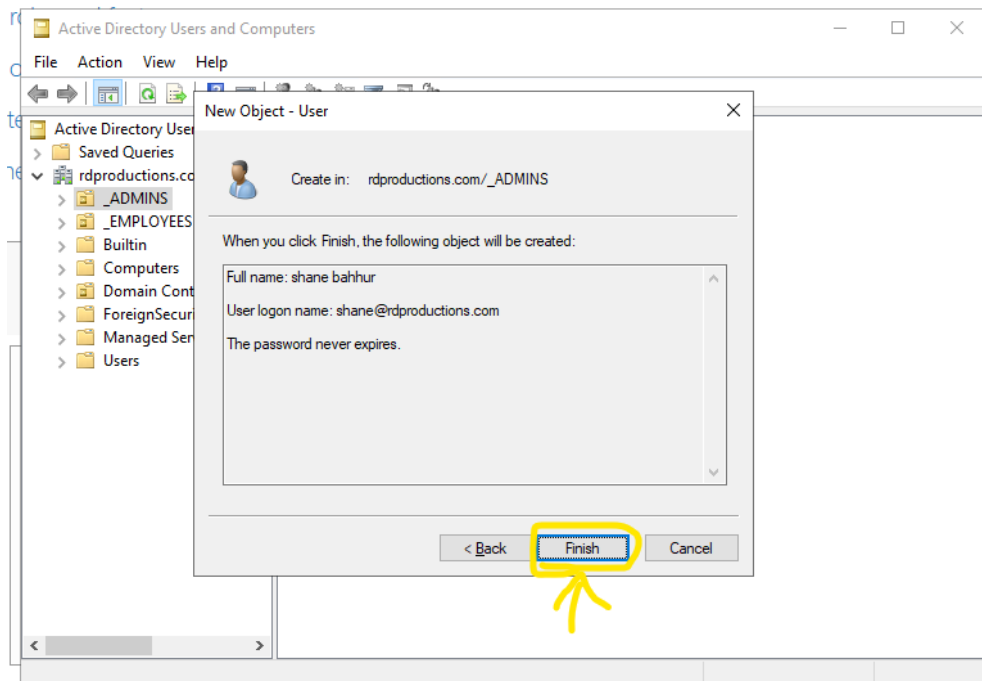 Active Directory Users and Computers
File Action View Help
New Object - User
Active Directory User
Saved Queries
rdproductions.co
_ADMINS
_EMPLOYEES
Builtin
Computers
Domain Cont
ForeignSecuri
Managed Ser
Users
Create in: rdproductions.com/_ADMINS
When you click Finish, the following object will be created:
Full name: shane bahhur
User logon name: shane@rdproductions.com
The password never expires.
< Back Finish Cancel